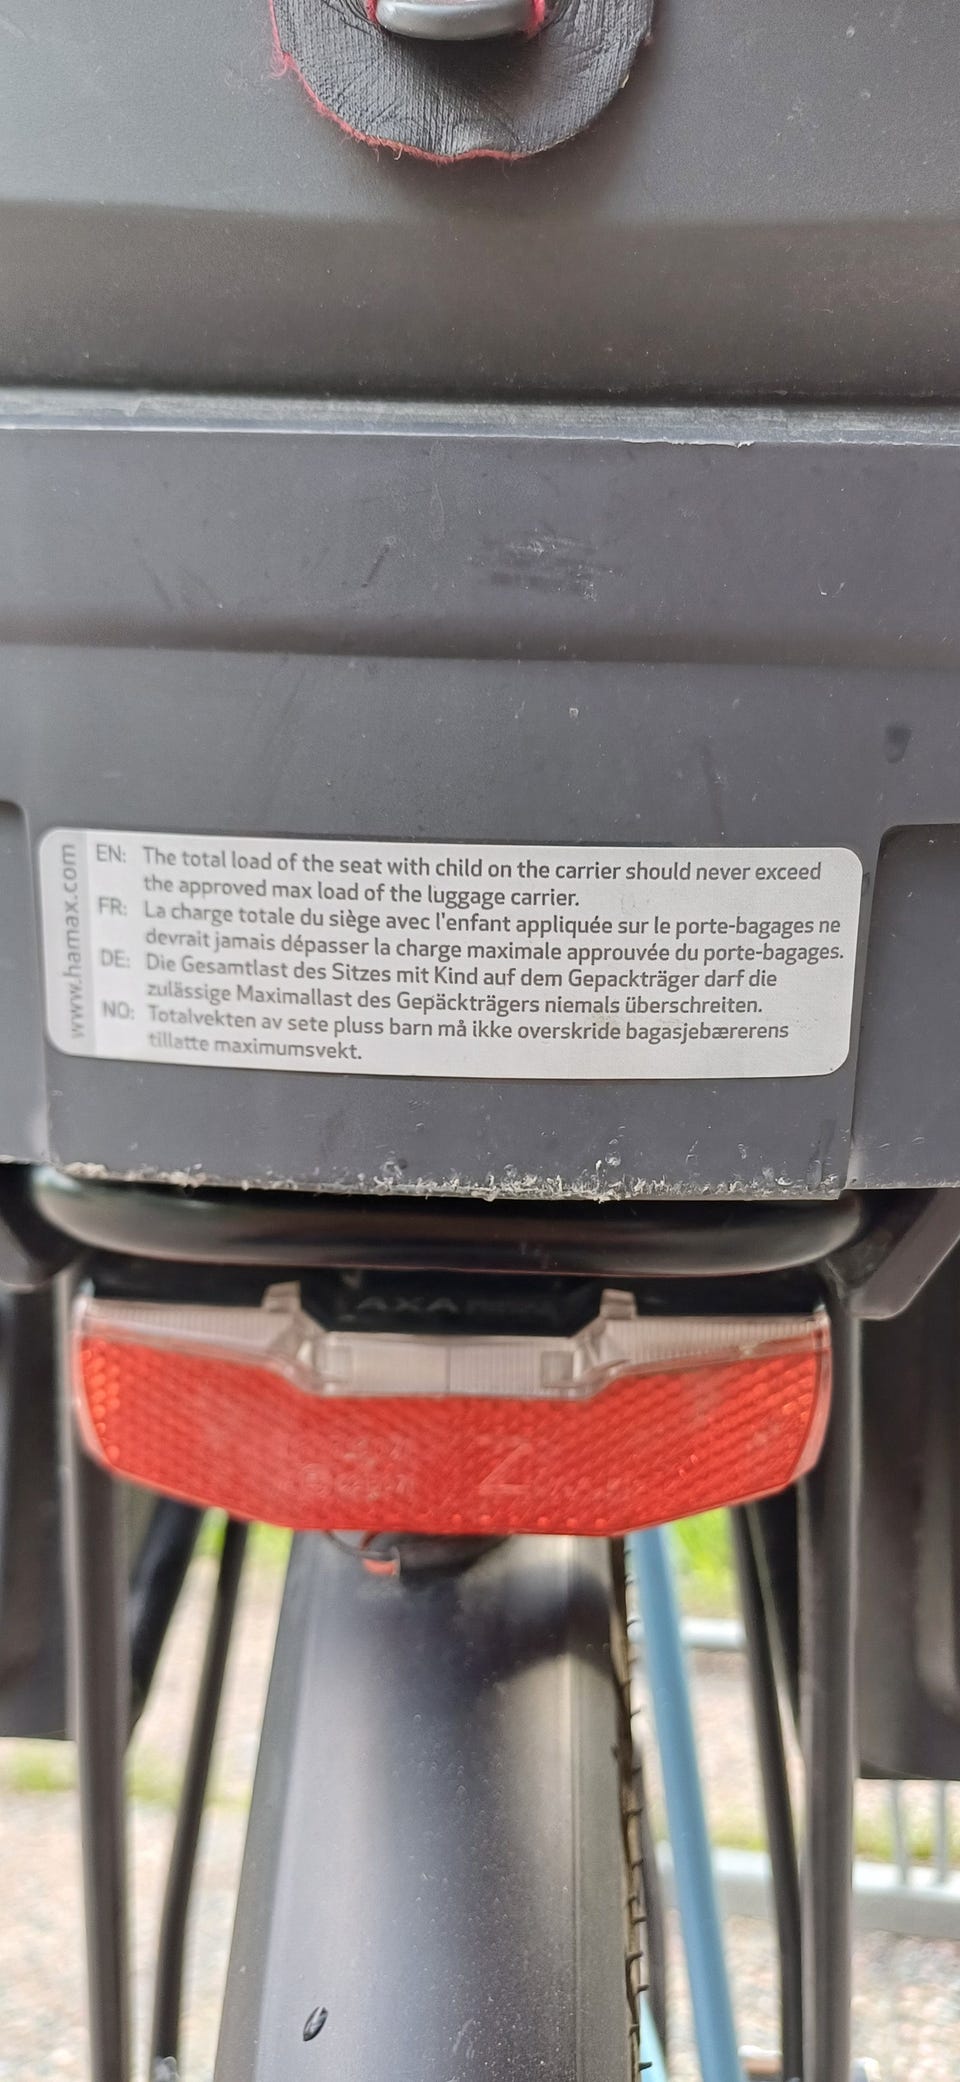 www.hamax.com
EN: The total load of the seat with child on the carrier should never exceed
the approved max load of the luggage carrier.
FR: La charge totale du siège avec l'enfant appliquée sur le porte-bagages ne
devrait jamais dépasser la charge maximale approuvée du porte-bagages.
DE: Die Gesamtlast des Sitzes mit Kind auf dem Gepackträger darf die
zulässige Maximallast des Gepäckträgers niemals überschreiten.
NO: Totalvekten av sete pluss barn må ikke overskride bagasjebærerens
tillatte maximumsvekt.
AXA
Z